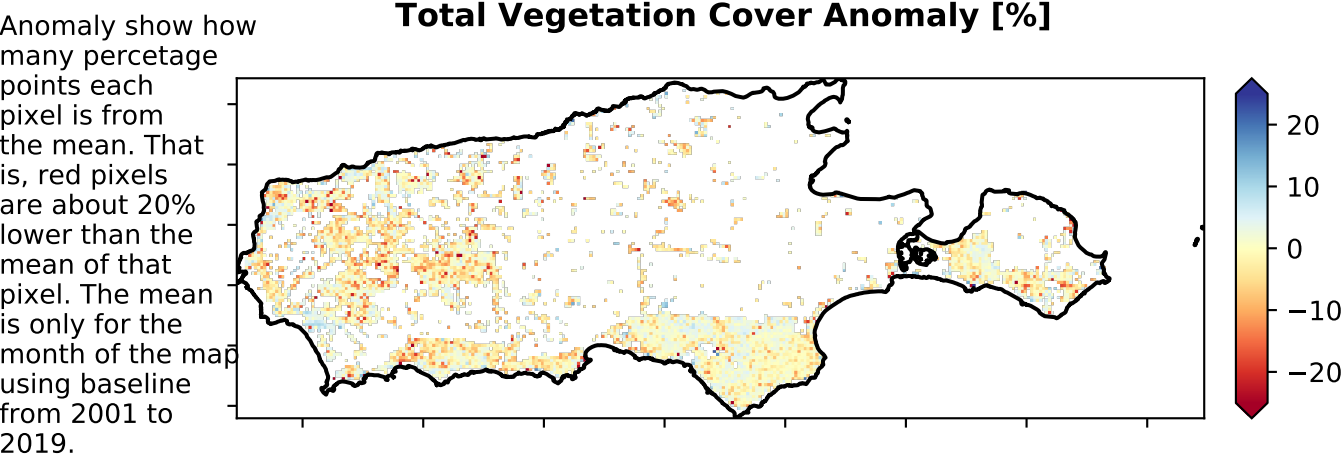 Total Vegetation Cover Anomaly [%]
Anomaly show how
many percetage
points each
pixel is from
the mean. That
is, red pixels
are about 20%
lower than the
mean of that
pixel. The mean
is only for the
month of the map
using baseline
from 2001 to
2019.
20
10
0
−10
−20